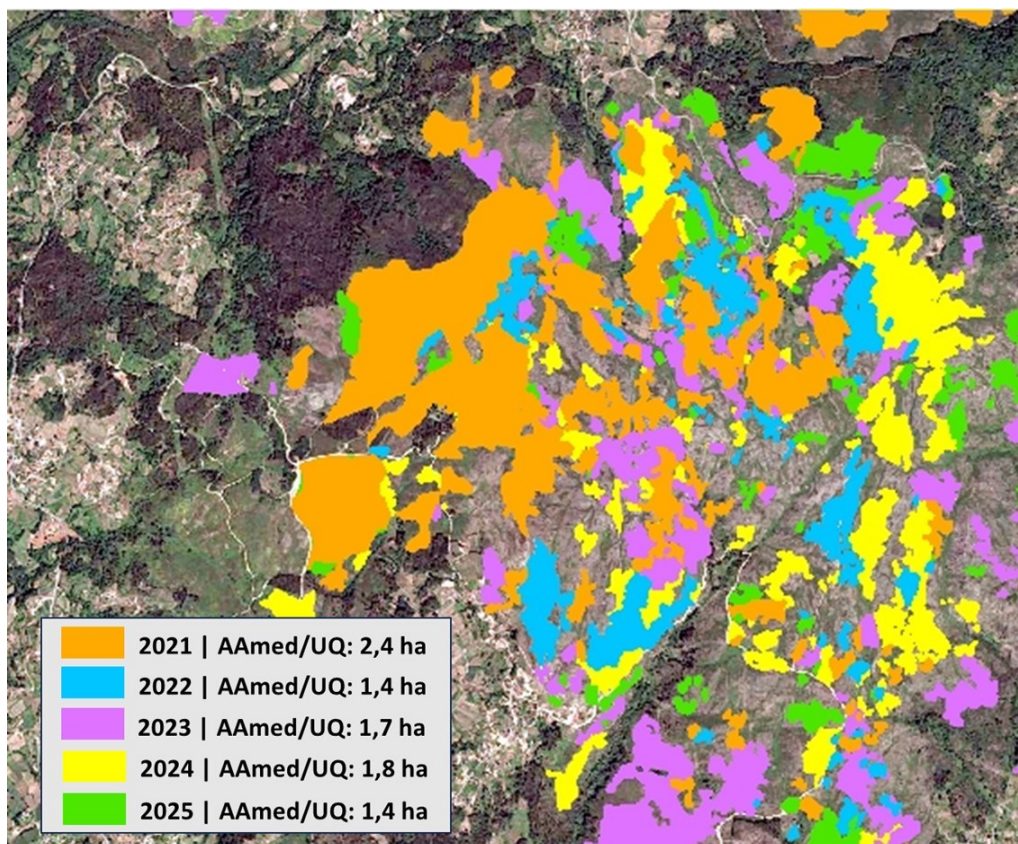 2021 | AAmed/UQ: 2,4 ha
2022 | AAmed/UQ: 1,4 ha
2023 | AAmed/UQ: 1,7 ha
2024 | AAmed/UQ: 1,8 ha
2025 | AAmed/UQ: 1,4 ha